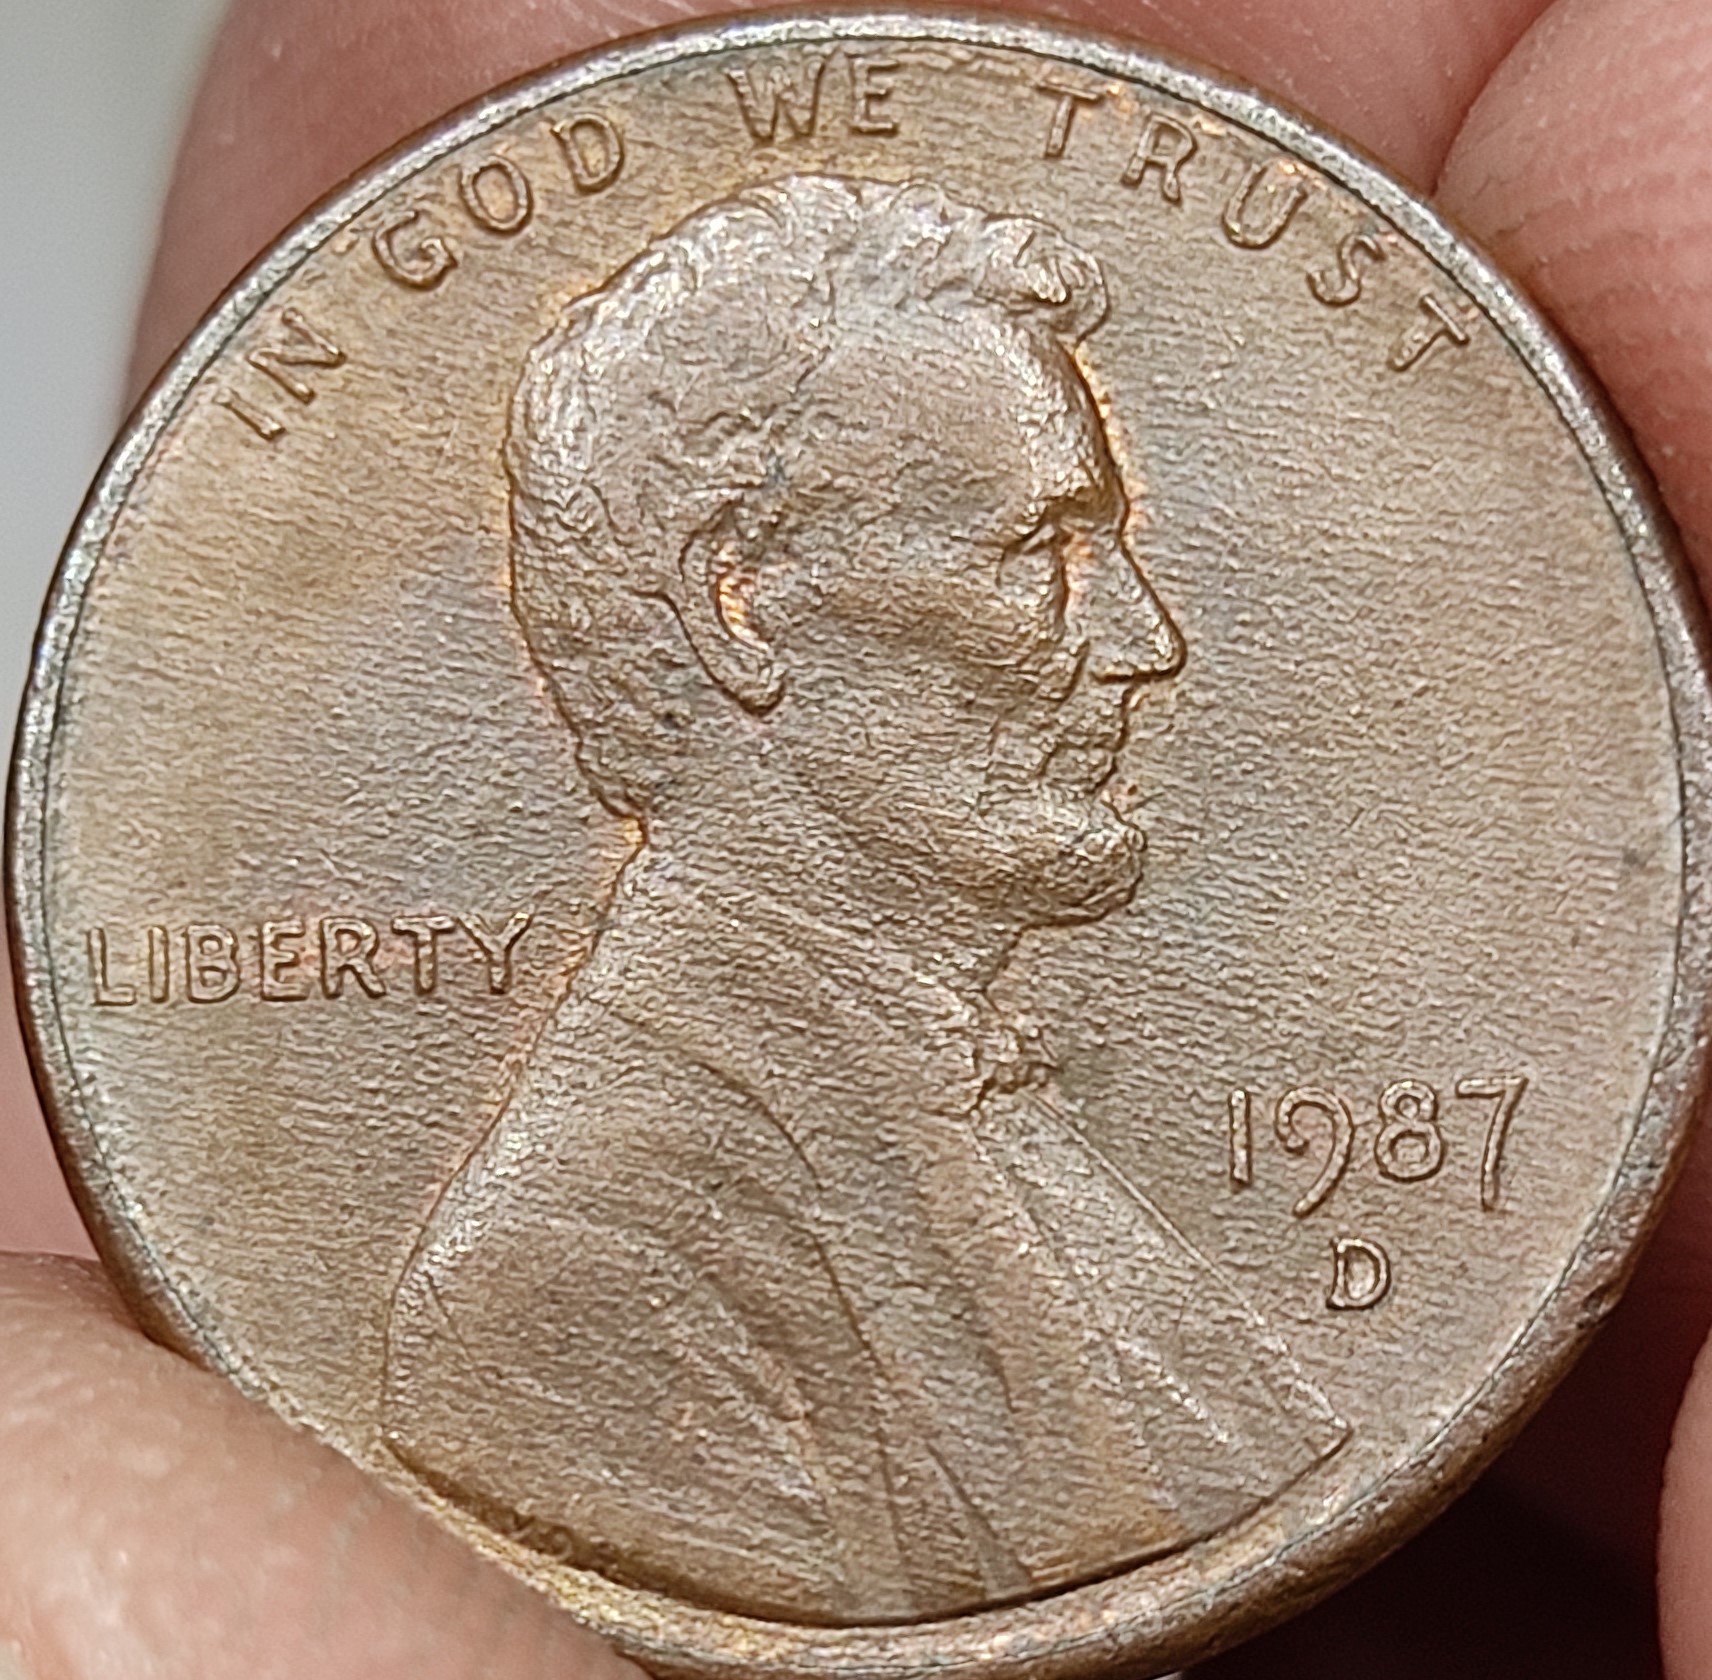 IN GOD WE TRUST
LIBERTY
1987
D